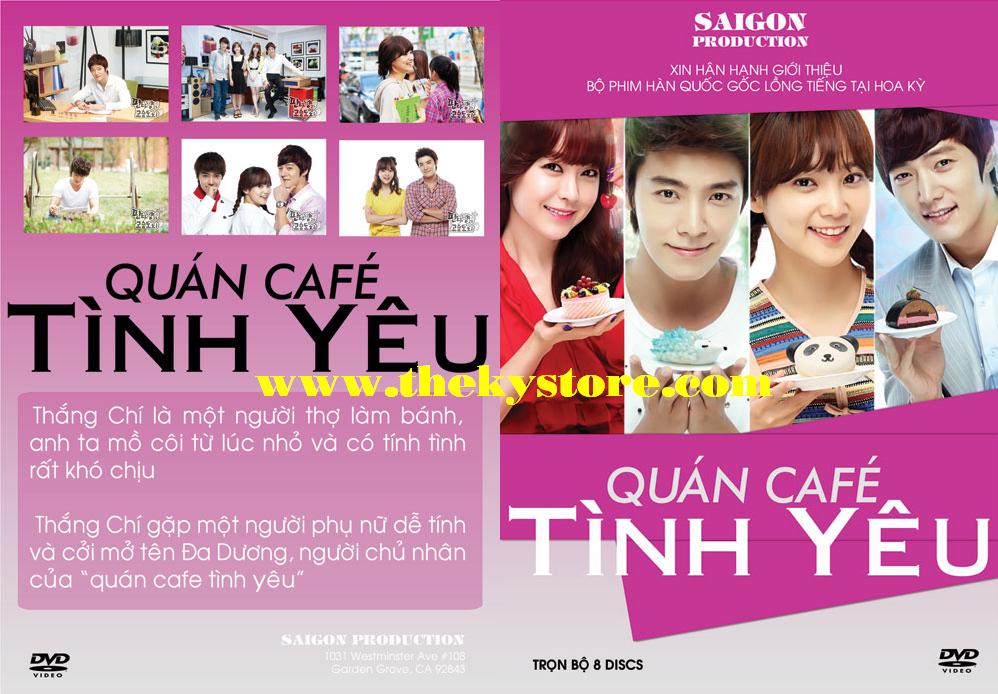 QUÁN CAFÉ
TÌNH YÊU
Thắng Chí là một người thợ làm bánh,
anh ta mồ côi từ lúc nhỏ và có tính tình
rất khó chịu
Thắng Chí gặp một người phụ nữ dễ tính
và cởi mở tên Đa Dương, người chủ nhân
của “quán cafe tình yêu”
SAIGON PRODUCTION
1031 Westminster Ave #108
Garden Grove, CA 92843
DVD
VIDEO
www.thekystore.com
SAIGON
PRODUCTION
XIN HÂN HẠNH GIỚI THIỆU
BỘ PHIM HÀN QUỐC GỐC LỒNG TIẾNG TẠI HOA KỲ
QUÁN CAFÉ
TÌNH YÊU
TRỌN BỘ 8 DISCS
DVD
VIDEO